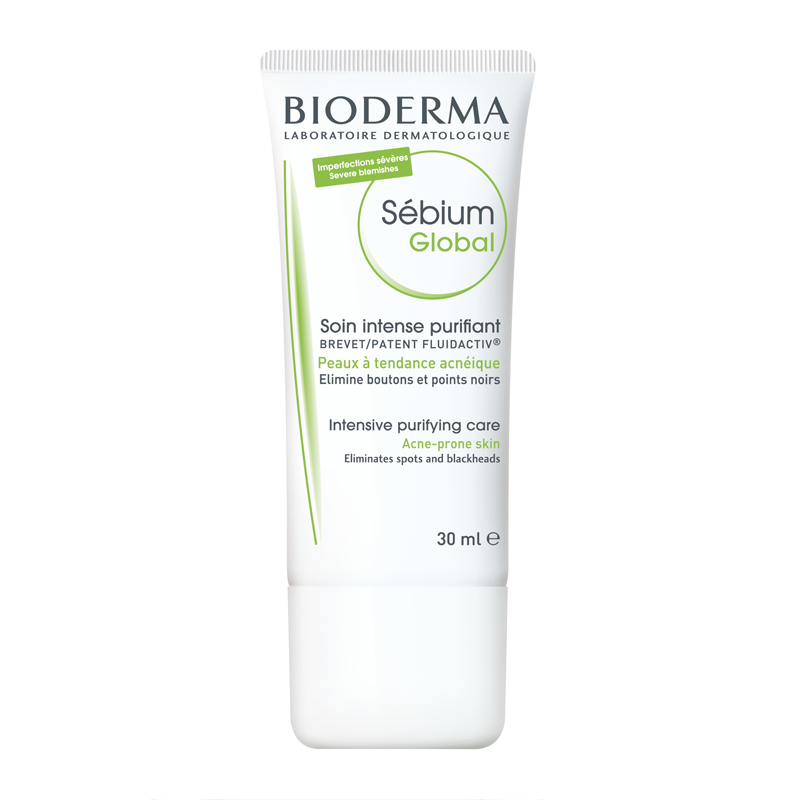 BIODERMA
LABORATOIRE DERMATOLOGIQUE
Imperfections sévères
Severe blemishes
Sébium
Global
Soin intense purifiant
BREVET/PATENT FLUIDACTIV®
Peaux à tendance acnéique
Elimine boutons et points noirs
Intensive purifying care
Acne-prone skin
Eliminates spots and blackheads
30 ml ℮